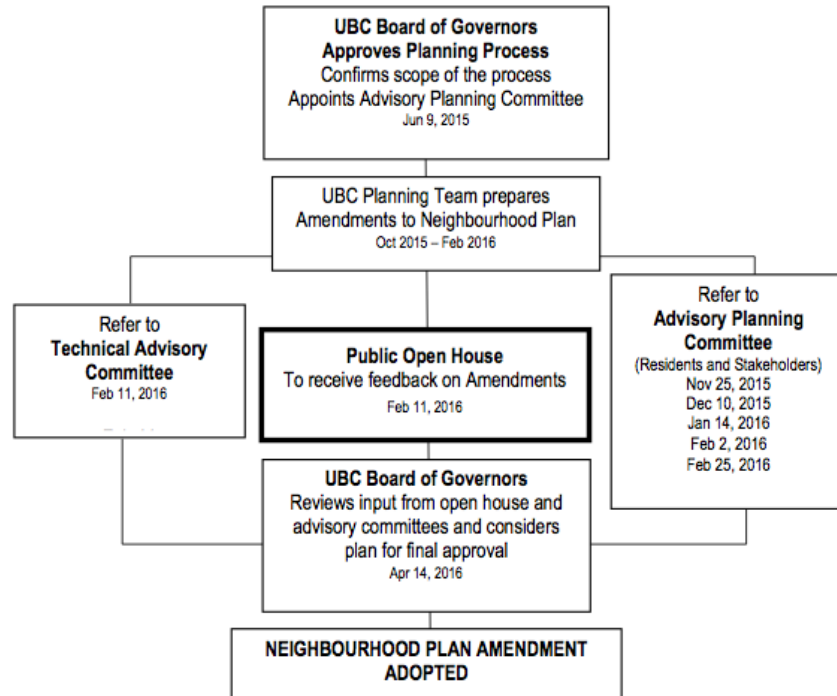 UBC Board of Governors
Approves Planning Process
Confirms scope of the process
Appoints Advisory Planning Committee
Jun 9, 2015
UBC Planning Team prepares
Amendments to Neighbourhood Plan
Oct 2015 – Feb 2016
Refer to
Technical Advisory
Committee
Feb 11, 2016
Public Open House
To receive feedback on Amendments
Feb 11, 2016
Refer to
Advisory Planning
Committee
(Residents and Stakeholders)
Nov 25, 2015
Dec 10, 2015
Jan 14, 2016
Feb 2, 2016
Feb 25, 2016
UBC Board of Governors
Reviews input from open house and
advisory committees and considers
plan for final approval
Apr 14, 2016
NEIGHBOURHOOD PLAN AMENDMENT
ADOPTED